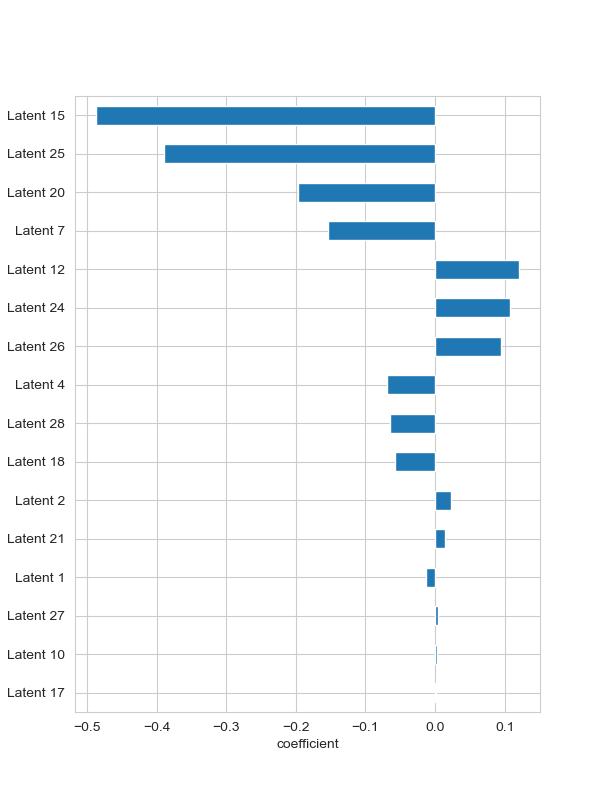 Latent 15
Latent 25
Latent 20
Latent 7
Latent 12
Latent 24
Latent 26
Latent 4
Latent 28
Latent 18
Latent 2
Latent 21
Latent 1
Latent 27
Latent 10
Latent 17
−0.5 −0.4 −0.3 −0.2 −0.1 0.0 0.1
coefficient